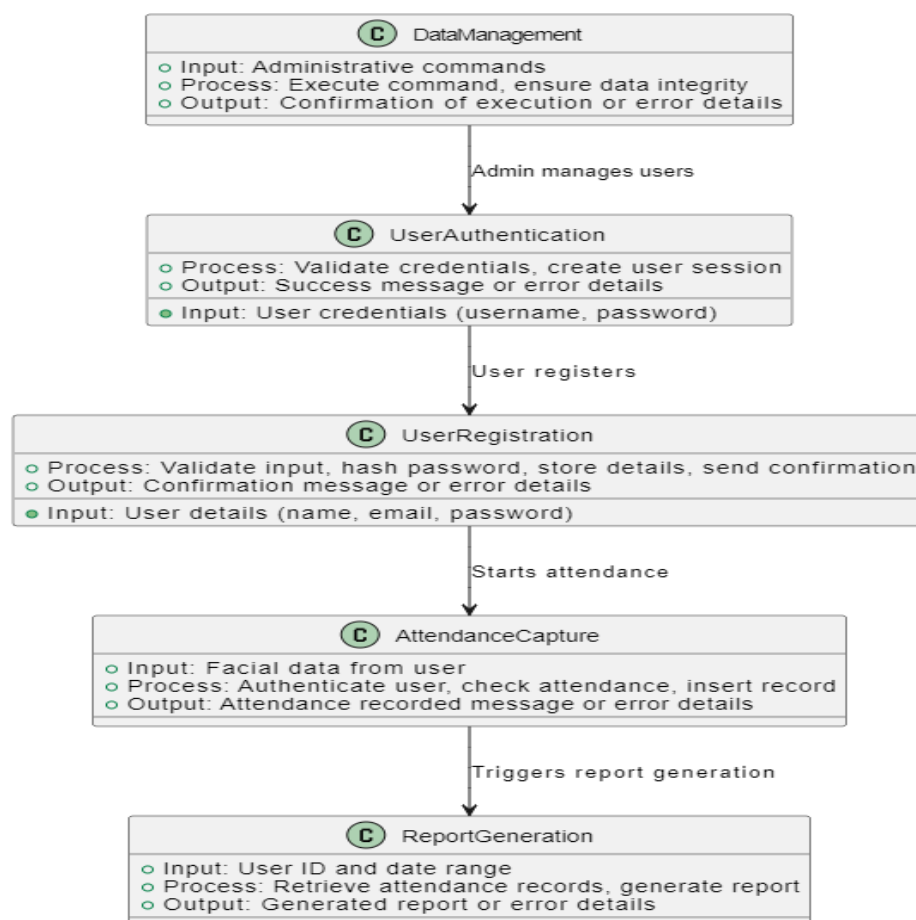 C DataManagement
Input: Administrative commands
Process: Execute command, ensure data integrity
Output: Confirmation of execution or error details
Admin manages users
C UserAuthentication
Process: Validate credentials, create user session
Output: Success message or error details
Input: User credentials (username, password)
User registers
C UserRegistration
Process: Validate input, hash password, store details, send confirmation
Output: Confirmation message or error details
Input: User details (name, email, password)
Starts attendance
C AttendanceCapture
Input: Facial data from user
Process: Authenticate user, check attendance, insert record
Output: Attendance recorded message or error details
Triggers report generation
C ReportGeneration
Input: User ID and date range
Process: Retrieve attendance records, generate report
Output: Generated report or error details